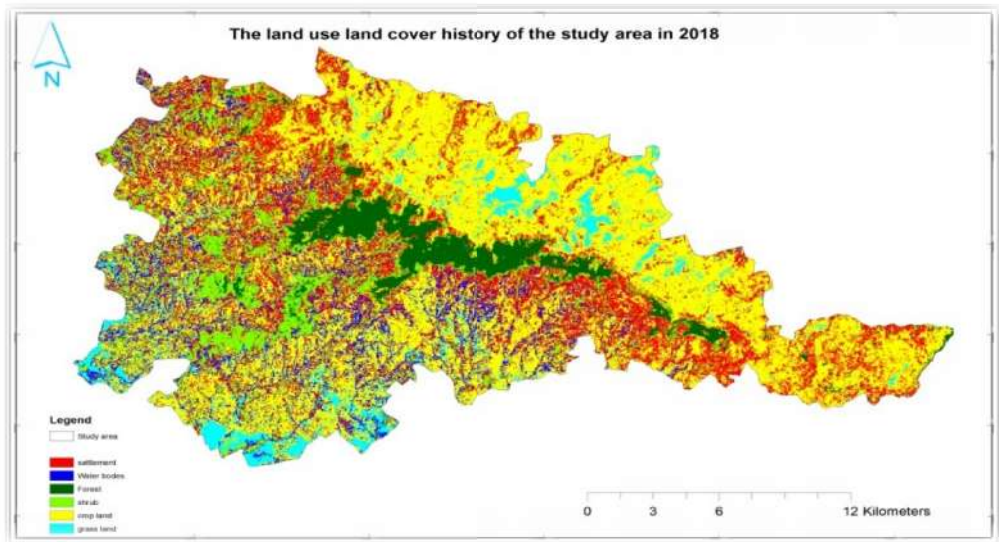 The land use land cover history of the study area in 2018
N
Legend
Study area
sattlement
Water bodes
Forest
shrub
crop land
grass land
0 3 6 12 Kilometers